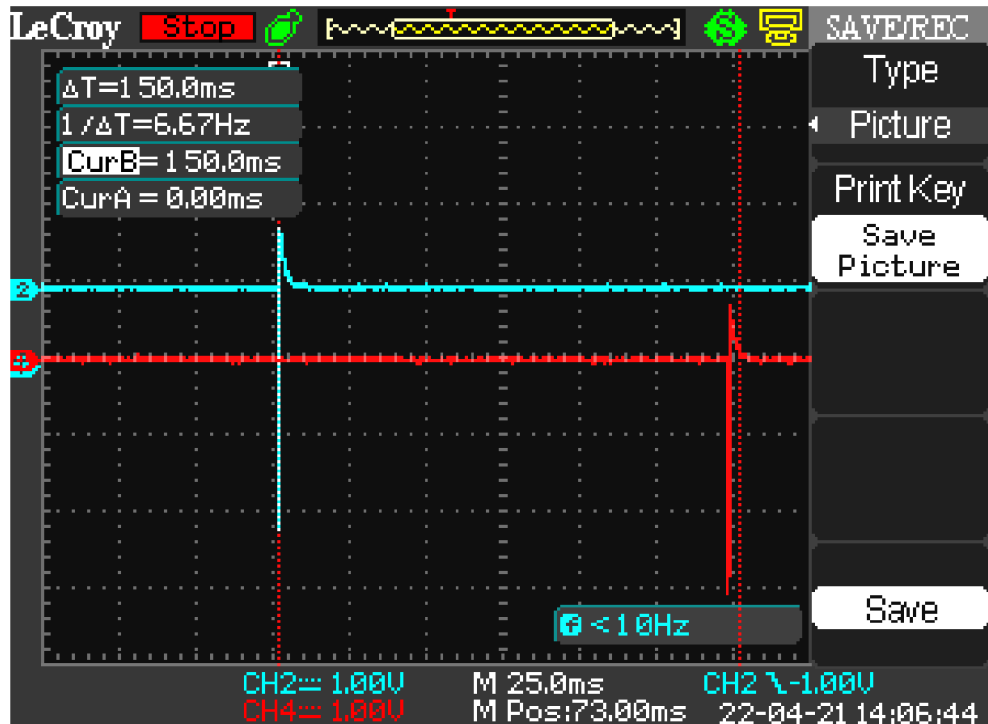 LeCroy Stop T S SAVE/REC
ΔT=150.0ms
1/ΔT=6.67Hz
CurB=150.0ms
CurA = 0.00ms
Type
Picture
Print Key
Save
Picture
2
4
Save
f <10Hz
CH2 1.00V M 25.0ms CH2 -1.00V
CH4 1.00V M Pos:73.00ms 22-04-21 14:06:44